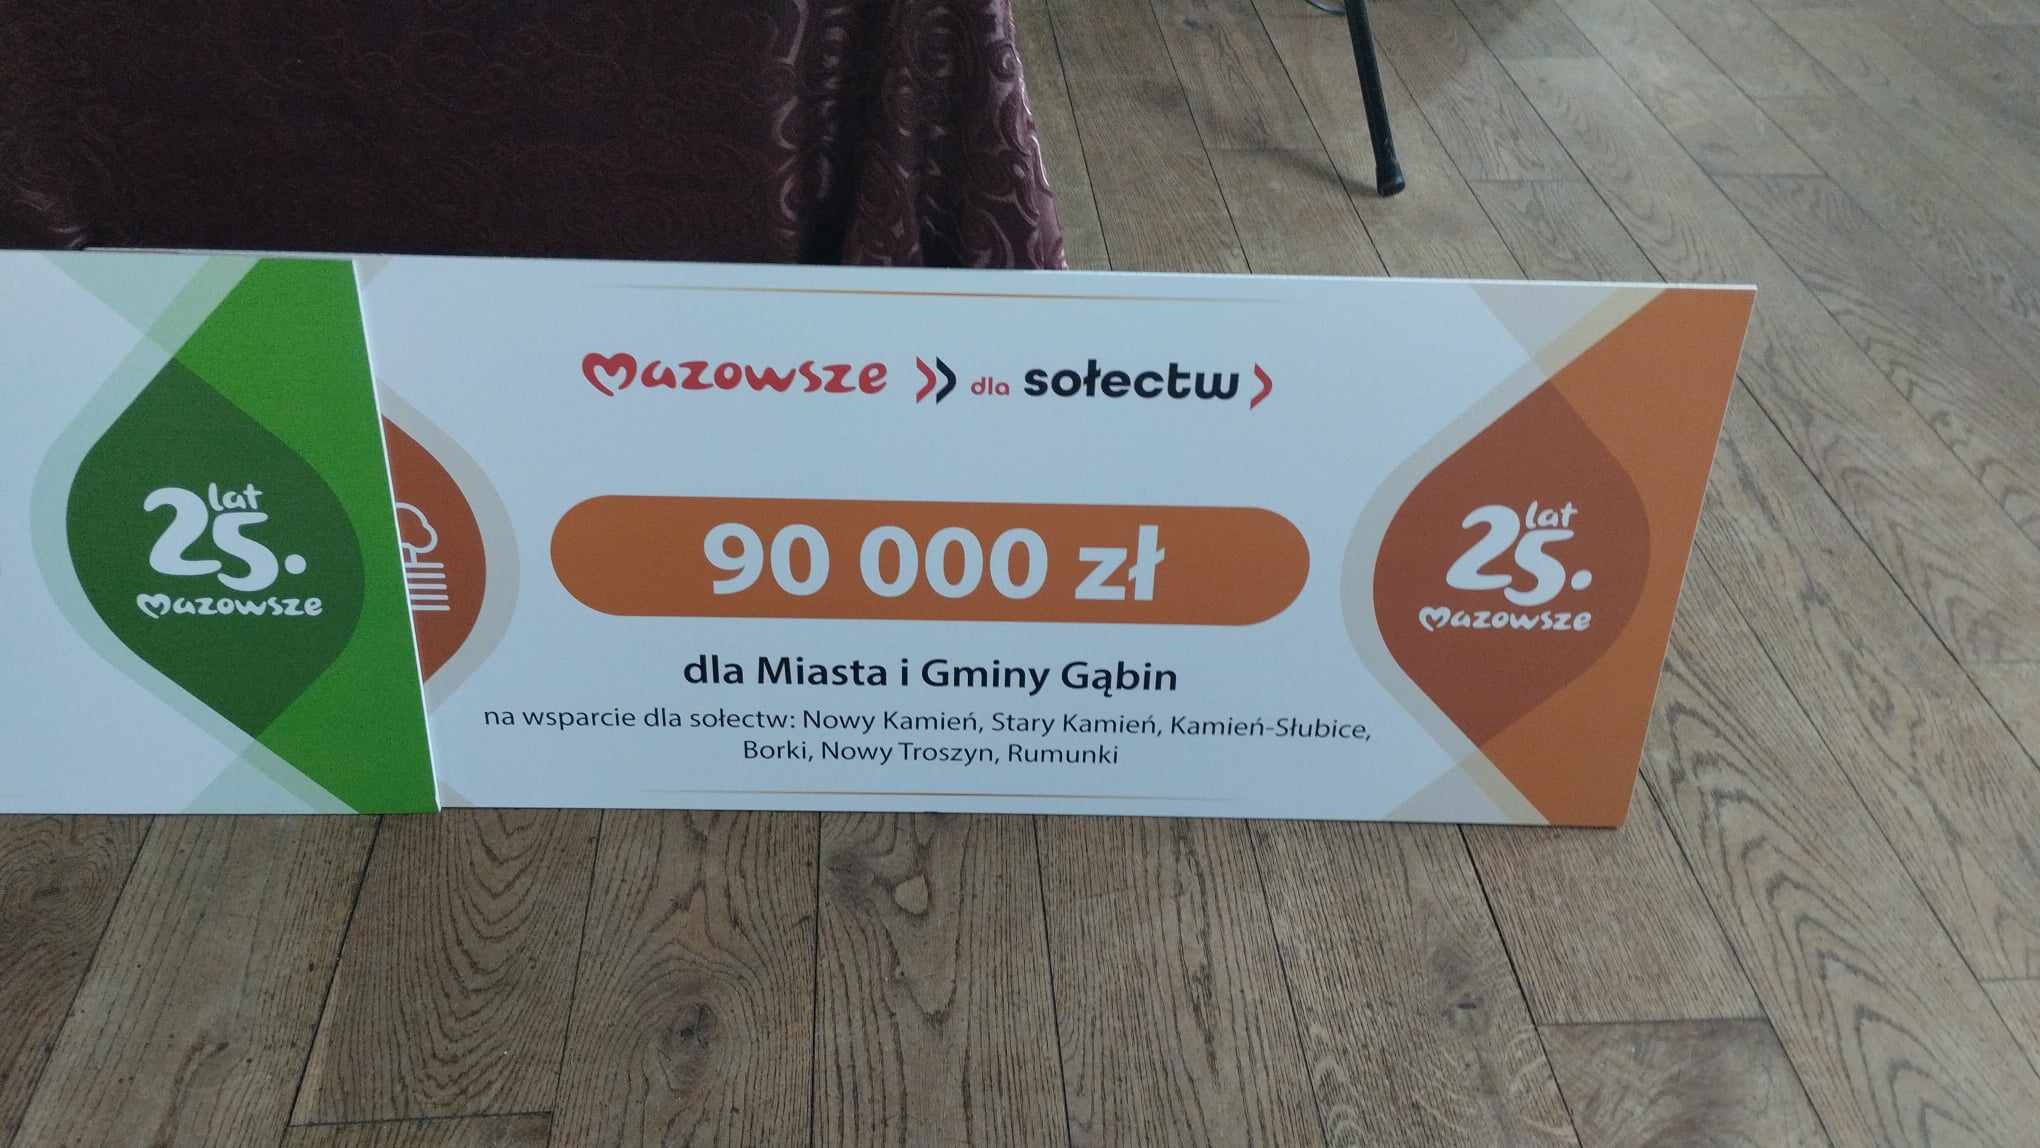 mazowsze dla sołectw
90 000 zł
dla Miasta i Gminy Gąbin
na wsparcie dla sołectw: Nowy Kamień, Stary Kamień, Kamień-Słubice,
Borki, Nowy Troszyn, Rumunki
25. lat
mazowsze
25. lat
mazowsze